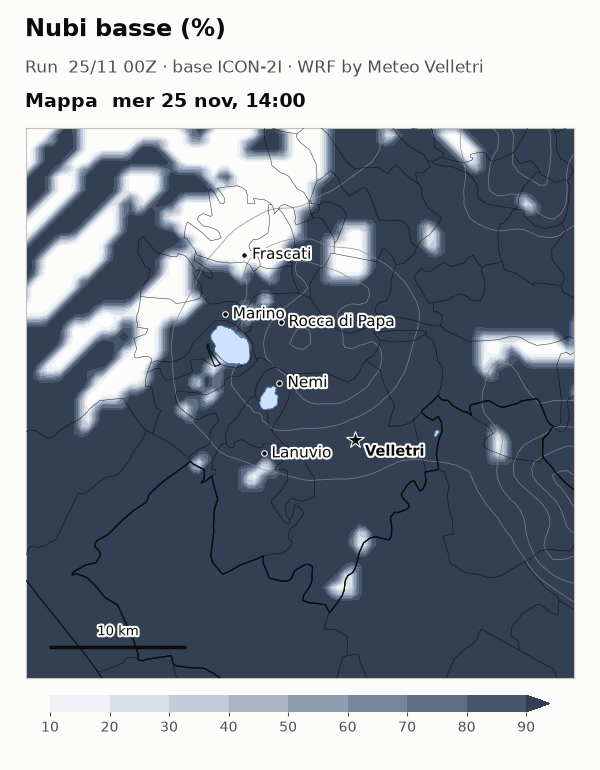 Nubi basse (%)
Run  25/11 00Z · base ICON-2I · WRF by Meteo Velletri
Mappa  mer 25 nov, 14:00
Frascati
Marino
Rocca di Papa
Nemi
Velletri
Lanuvio
10 km
10 20 30 40 50 60 70 80 90